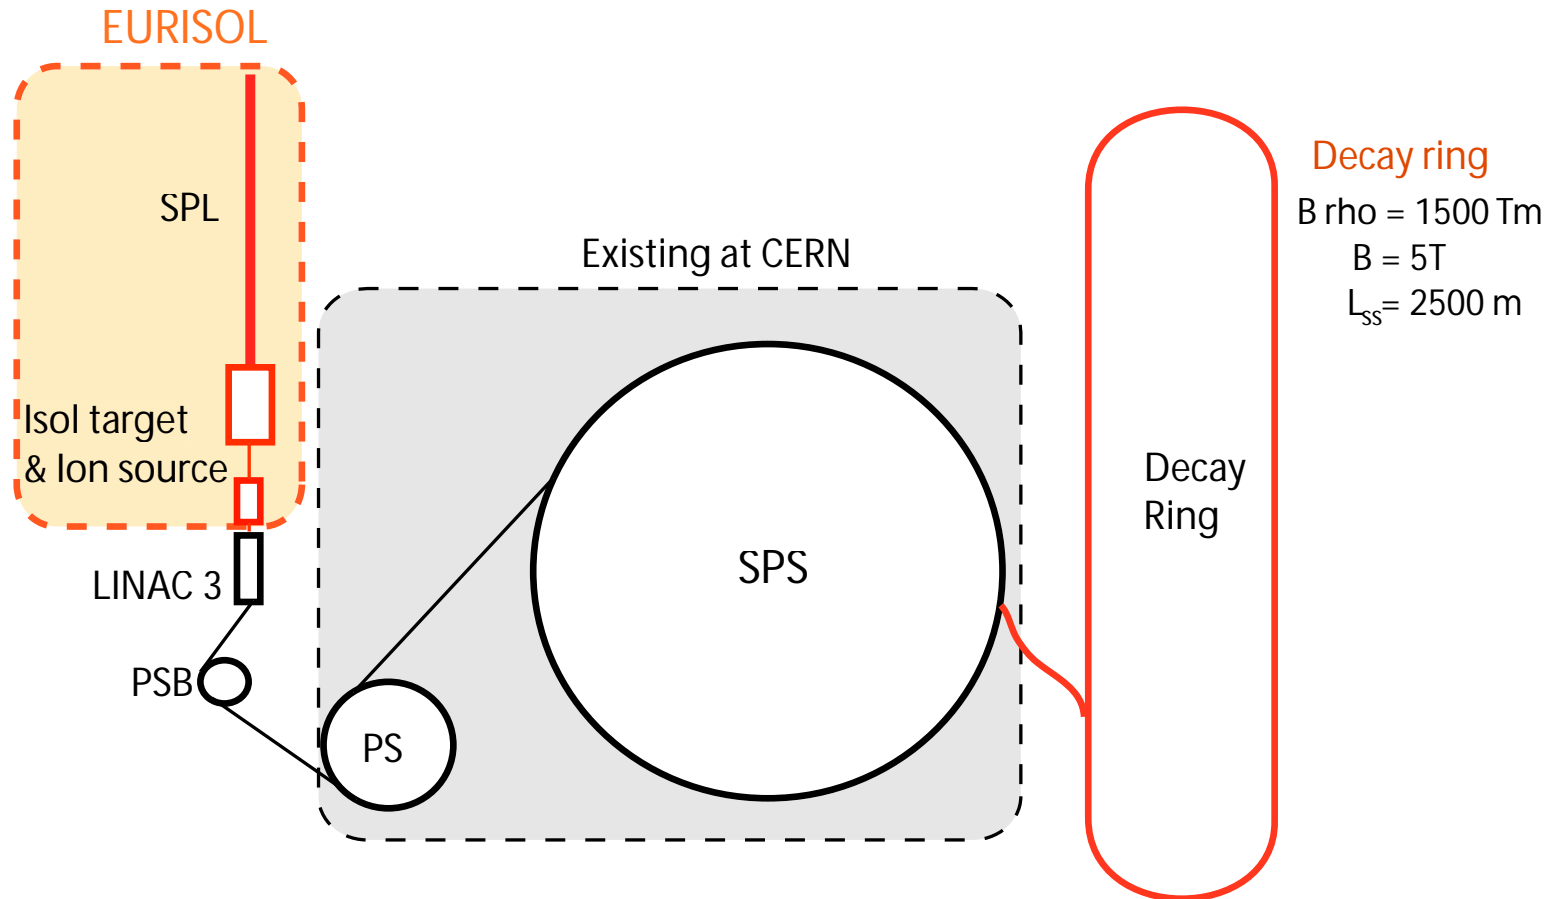 EURISOL
SPL
Isol target
& Ion source
LINAC 3
PSB
PS
Existing at CERN
SPS
Decay
Ring
Decay ring
B rho = 1500 Tm
B = 5T
Lss= 2500 m